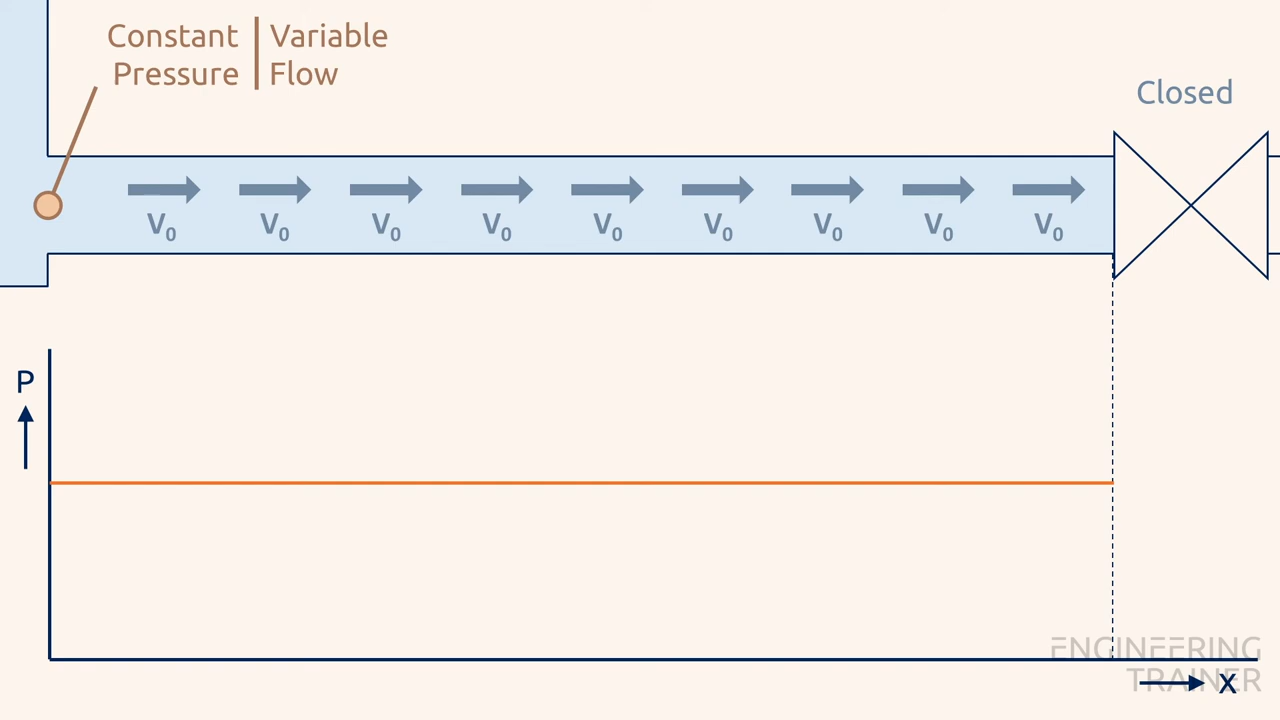 Constant | Variable
Pressure | Flow
Closed
V₀ V₀ V₀ V₀ V₀ V₀ V₀ V₀ V₀
P
ENGINEERING
TRAINER
X